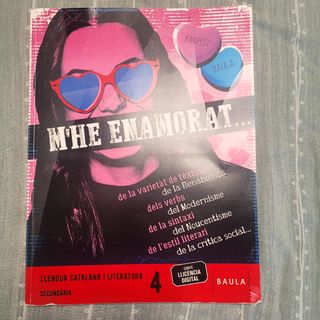 FANFEST
BAULA
M'HE ENAMORAT...
de la varietat de textos
de la Renaixença
dels verbs
del Modernisme
de la sintaxi
del Noucentisme
de l'estil literari
de la crítica social...
LLENGUA CATALANA I LITERATURA
SECUNDÀRIA
4
CONTÉ
LLICÈNCIA
DIGITAL
BAULA